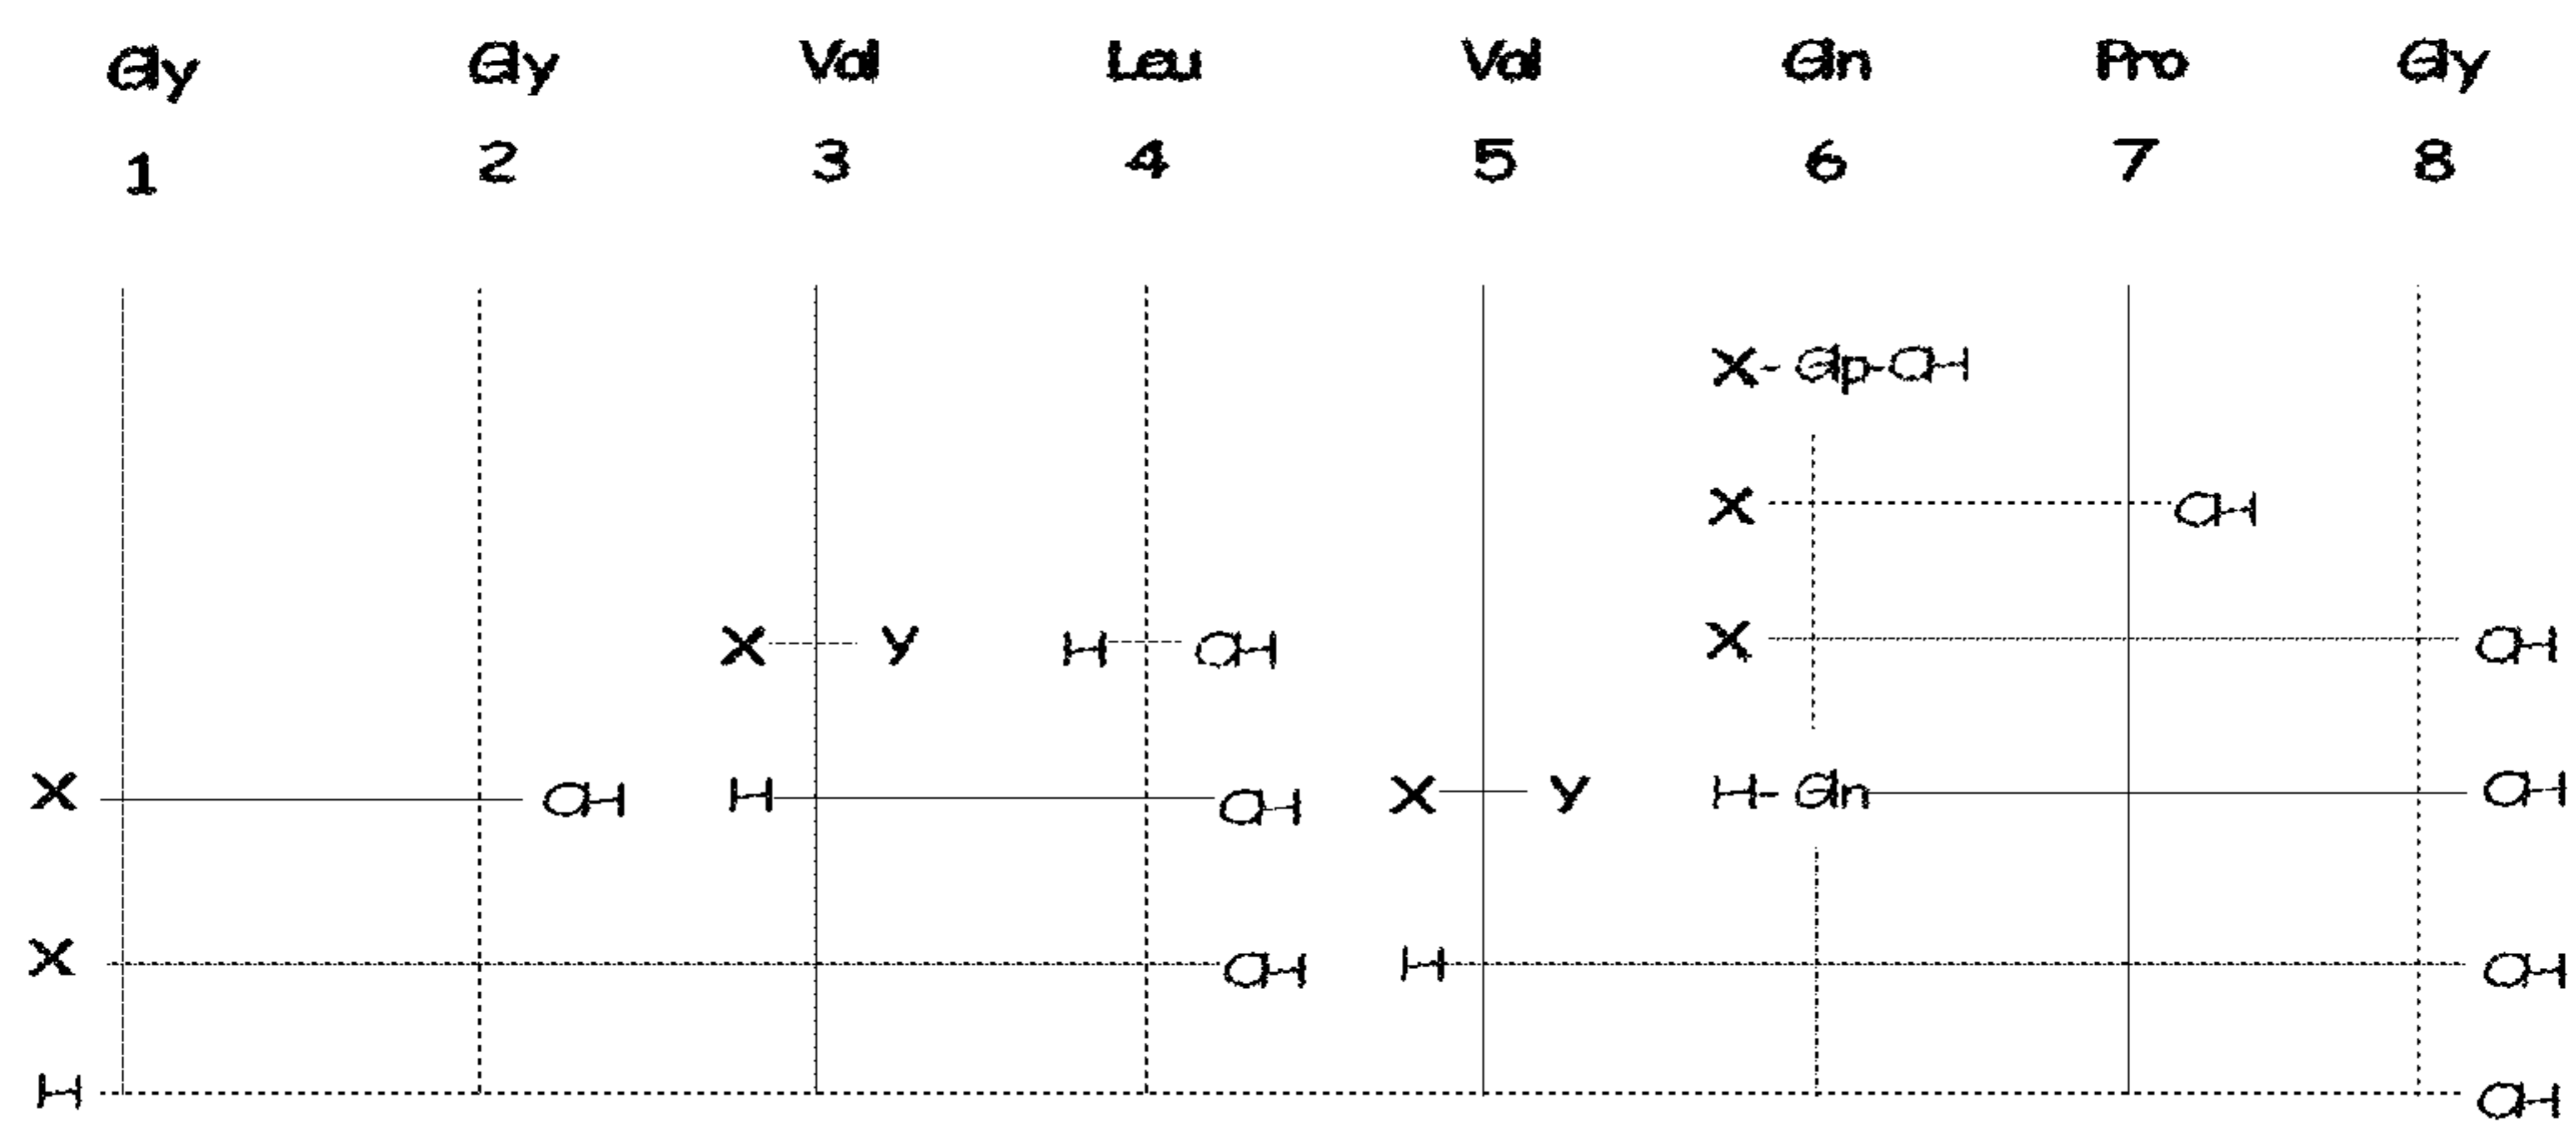 Gly Gly Val Leu Val Gln Pro Gly
1 2 3 4 5 6 7 8
X- Glp-OH
X OH
X Y H OH X OH
X OH H OH X Y H- Gln OH
X OH H OH
H OH